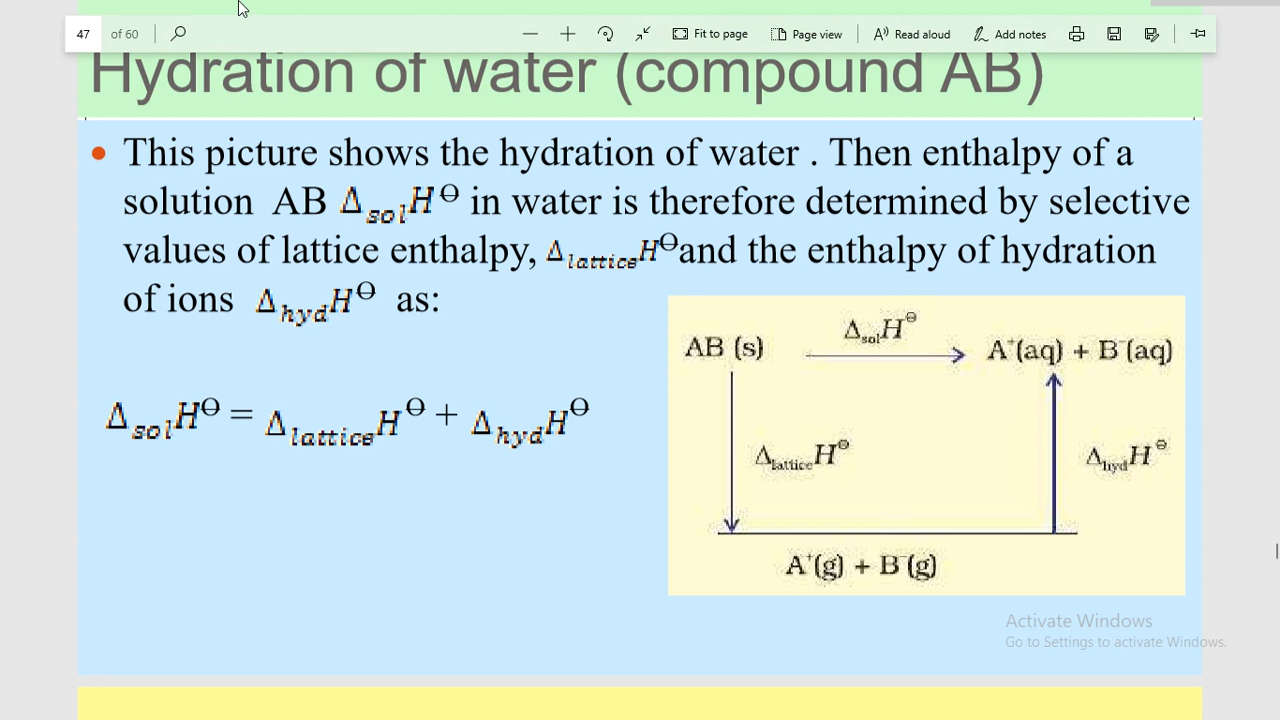 47 of 60 Fit to page Page view Read aloud Add notes
Hydration of water (compound AB)
• This picture shows the hydration of water . Then enthalpy of a
solution AB Δ_sol H^⊖ in water is therefore determined by selective
values of lattice enthalpy, Δ_lattice H^⊖ and the enthalpy of hydration
of ions Δ_hyd H^⊖ as:
Δ_sol H^⊖ = Δ_lattice H^⊖ + Δ_hyd H^⊖
Δ_sol H^⊖
AB (s) A⁺(aq) + B⁻(aq)
Δ_lattice H^⊖ Δ_hyd H^⊖
A⁺(g) + B⁻(g)
Activate Windows
Go to Settings to activate Windows.